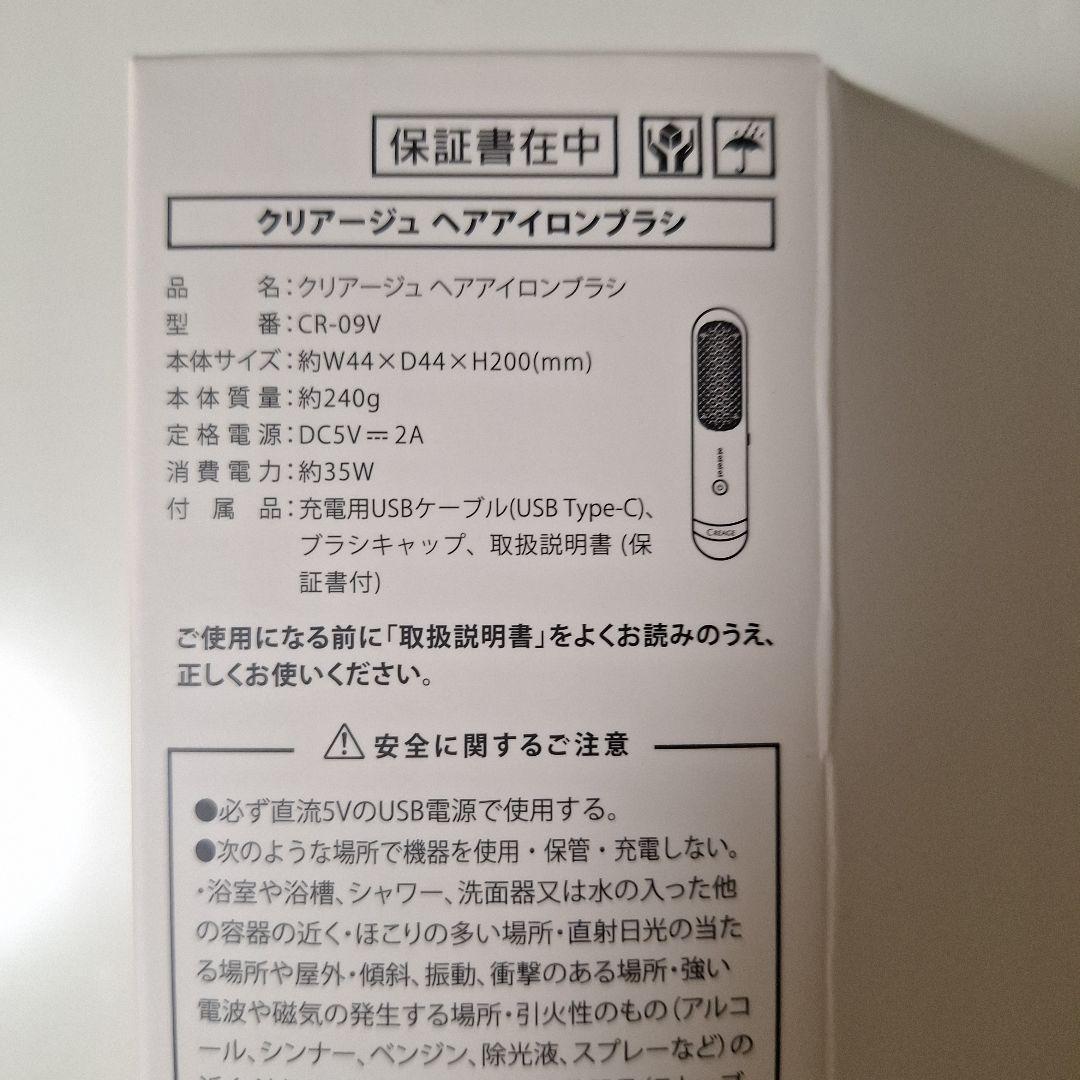 保証書在中
クリアージュ ヘアアイロンブラシ
品名：クリアージュ ヘアアイロンブラシ
型番：CR-09V
本体サイズ：約W44×D44×H200(mm)
本体質量：約240g
定格電源：DC5V⎓2A
消費電力：約35W
付属品：充電用USBケーブル(USB Type-C)、
ブラシキャップ、取扱説明書 (保
証書付)
CREAGE
ご使用になる前に「取扱説明書」をよくお読みのうえ、
正しくお使いください。
安全に関するご注意
●必ず直流5VのUSB電源で使用する。
●次のような場所で機器を使用・保管・充電しない。
・浴室や浴槽、シャワー、洗面器又は水の入った他
の容器の近く・ほこりの多い場所・直射日光の当た
る場所や屋外・傾斜、振動、衝撃のある場所・強い
電波や磁気の発生する場所・引火性のもの（アルコ
ール、シンナー、ベンジン、除光液、スプレーなど）の